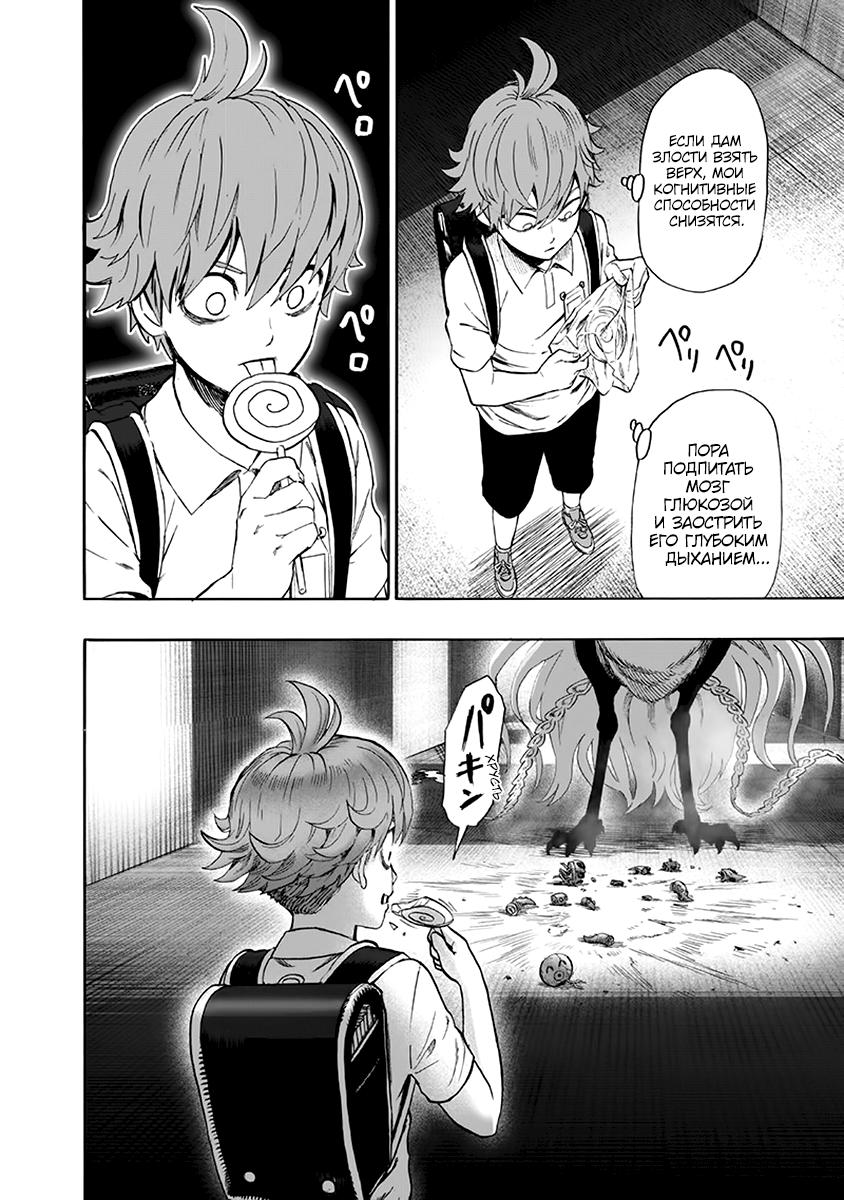 ЕСЛИ ДАМ
ЗЛОСТИ ВЗЯТЬ
ВЕРХ, МОИ
КОГНИТИВНЫЕ
СПОСОБНОСТИ
СНИЗЯТСЯ.
ペリ
ペリ
ПОРА
ПОДПИТАТЬ
МОЗГ
ГЛЮКОЗОЙ
И ЗАОСТРИТЬ
ЕГО ГЛУБОКИМ
ДЫХАНИЕМ...
ペロ
ペロ
パキン
ХРУСТЬ